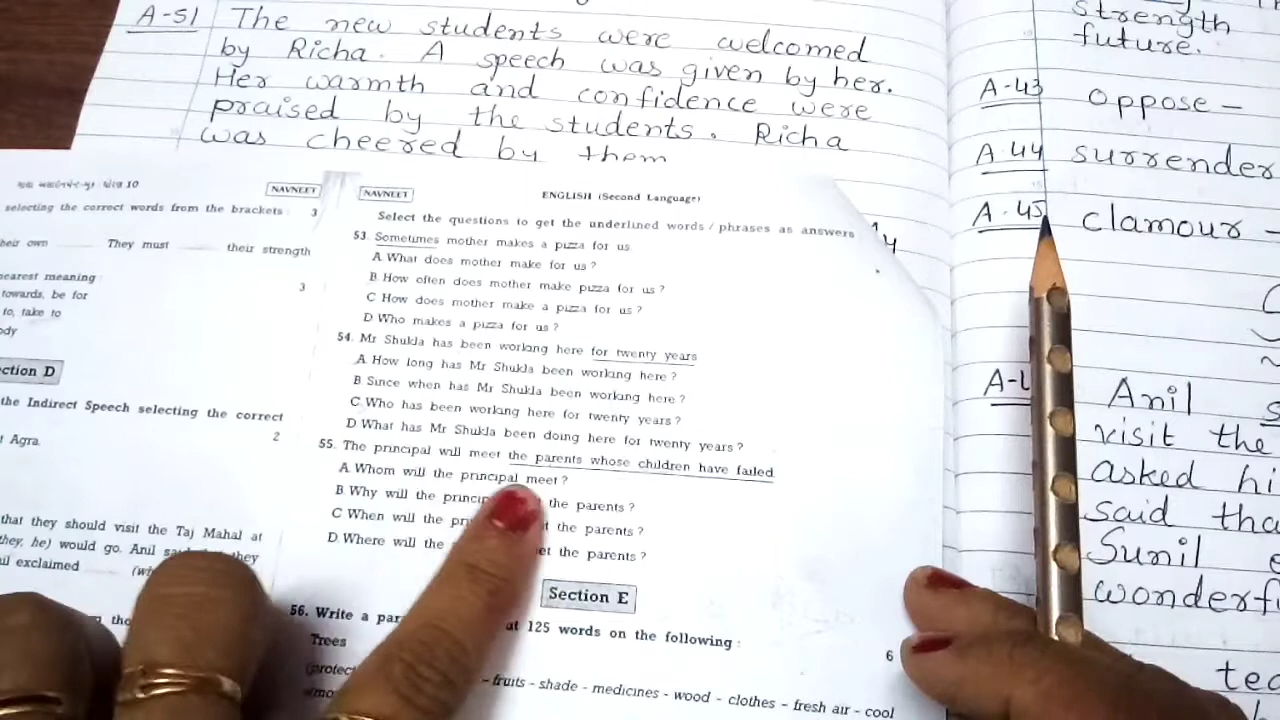 A-51 The new students were welcomed
by Richa. A speech was given by her.
Her warmth and confidence were
praised by the students. Richa
was cheered by them
strength
future.
A-43 oppose -
A-44 surrender
A-45 clamour -
Anil
visit the
asked hi
said tha
Sunil
wonderf
10
NAVNEET
selecting the correct words from the brackets 3
heir own They must their strength
nearest meaning
3
towards, be for
to, take to
ody
ction D
the Indirect Speech selecting the correct
2
t Agra.
that they should visit the Taj Mahal at
they, he) would go. Anil they
il exclaimed
NAVNEET
ENGLISH (Second Language)
Select the questions to get the underlined words / phrases as answers
53. Sometimes mother makes a pizza for us
A. What does mother make for us ?
B. How often does mother make pizza for us ?
C How does mother make a pizza for us ?
D Who makes a pizza for us ?
54. Mr Shukla has been working here for twenty years
A. How long has Mr Shukla been working here ?
B Since when has Mr Shukla been working here ?
C. Who has been working here for twenty years ?
D What has Mr Shukla been doing here for twenty years ?
55. The principal will meet the parents whose children have failed
A. Whom will the principal meet ?
B. Why will the princip the parents ?
C When will the the parents ?
D. Where will the the parents ?
Section E
56. Write a par 125 words on the following :
6
Trees
(protec - fruits - shade - medicines - wood - clothes - fresh air - cool